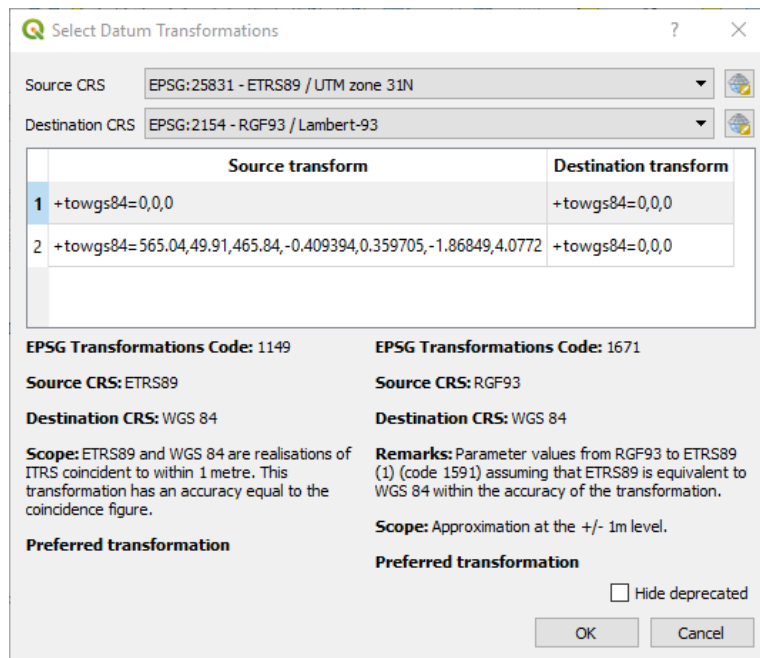 Select Datum Transformations
?
Source CRS EPSG:25831 - ETRS89 / UTM zone 31N
Destination CRS EPSG:2154 - RGF93 / Lambert-93
Source transform Destination transform
1 +towgs84=0,0,0 +towgs84=0,0,0
2 +towgs84=565.04,49.91,465.84,-0.409394,0.359705,-1.86849,4.0772 +towgs84=0,0,0
EPSG Transformations Code: 1149
Source CRS: ETRS89
Destination CRS: WGS 84
Scope: ETRS89 and WGS 84 are realisations of
ITRS coincident to within 1 metre. This
transformation has an accuracy equal to the
coincidence figure.
Preferred transformation
EPSG Transformations Code: 1671
Source CRS: RGF93
Destination CRS: WGS 84
Remarks: Parameter values from RGF93 to ETRS89
(1) (code 1591) assuming that ETRS89 is equivalent to
WGS 84 within the accuracy of the transformation.
Scope: Approximation at the +/- 1m level.
Preferred transformation
Hide deprecated
OK Cancel